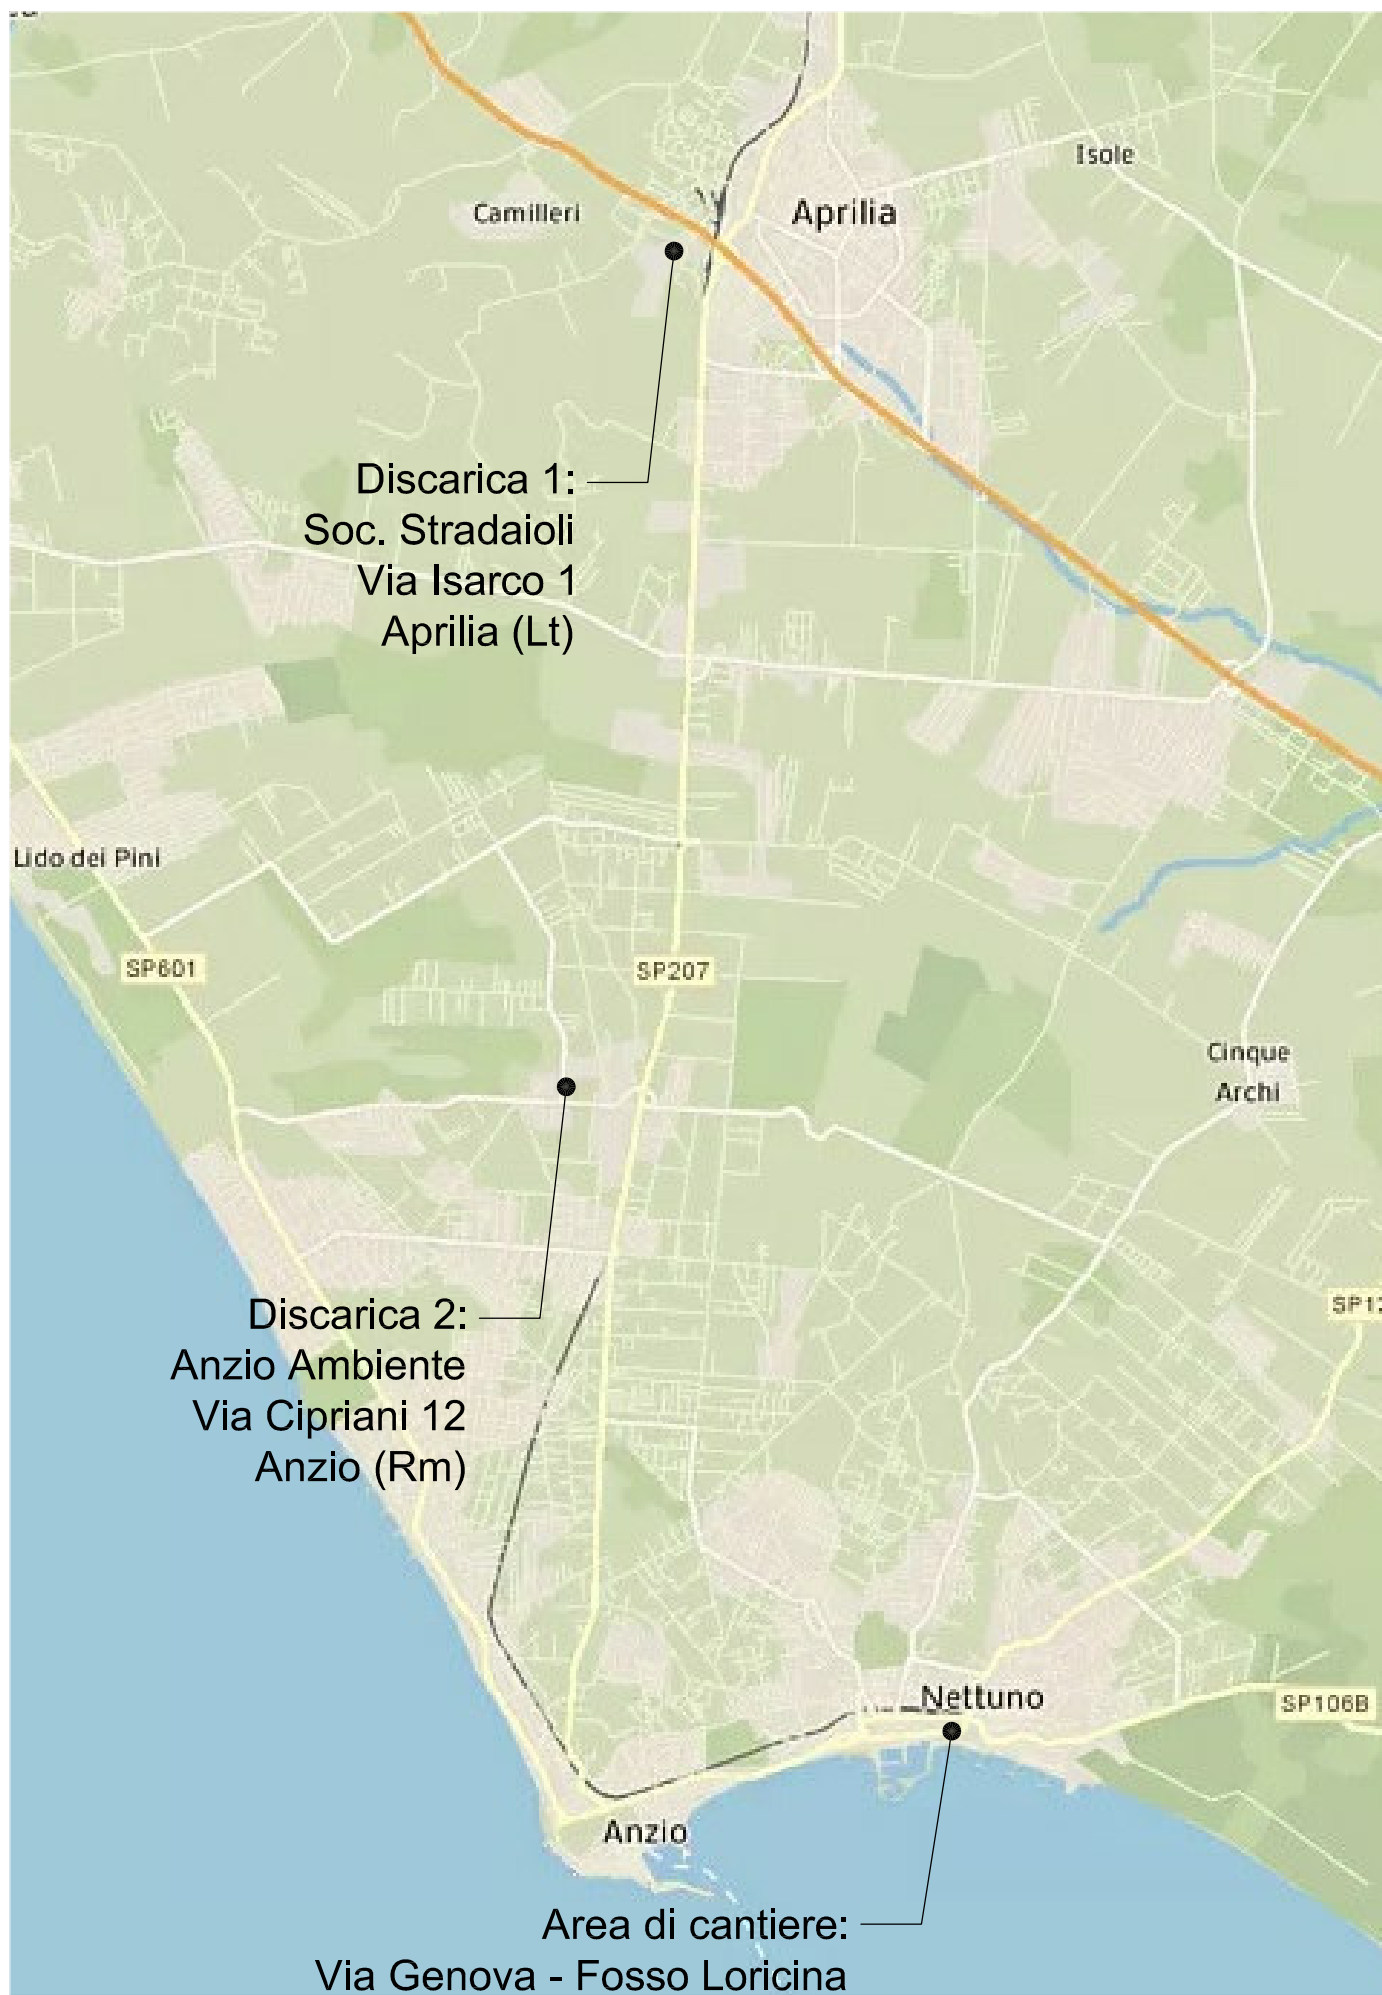 Isole
Camilleri
Aprilia
Discarica 1:
Soc. Stradaioli
Via Isarco 1
Aprilia (Lt)
Lido dei Pini
SP601
SP207
Cinque
Archi
Discarica 2:
Anzio Ambiente
Via Cipriani 12
Anzio (Rm)
Nettuno
SP106B
Anzio
Area di cantiere:
Via Genova - Fosso Loricina